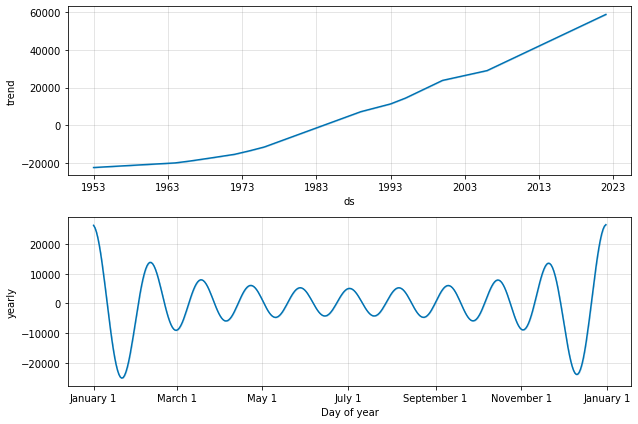 60000
40000
20000
0
−20000
trend
1953 1963 1973 1983 1993 2003 2013 2023
ds
20000
10000
0
−10000
−20000
yearly
January 1 March 1 May 1 July 1 September 1 November 1 January 1
Day of year